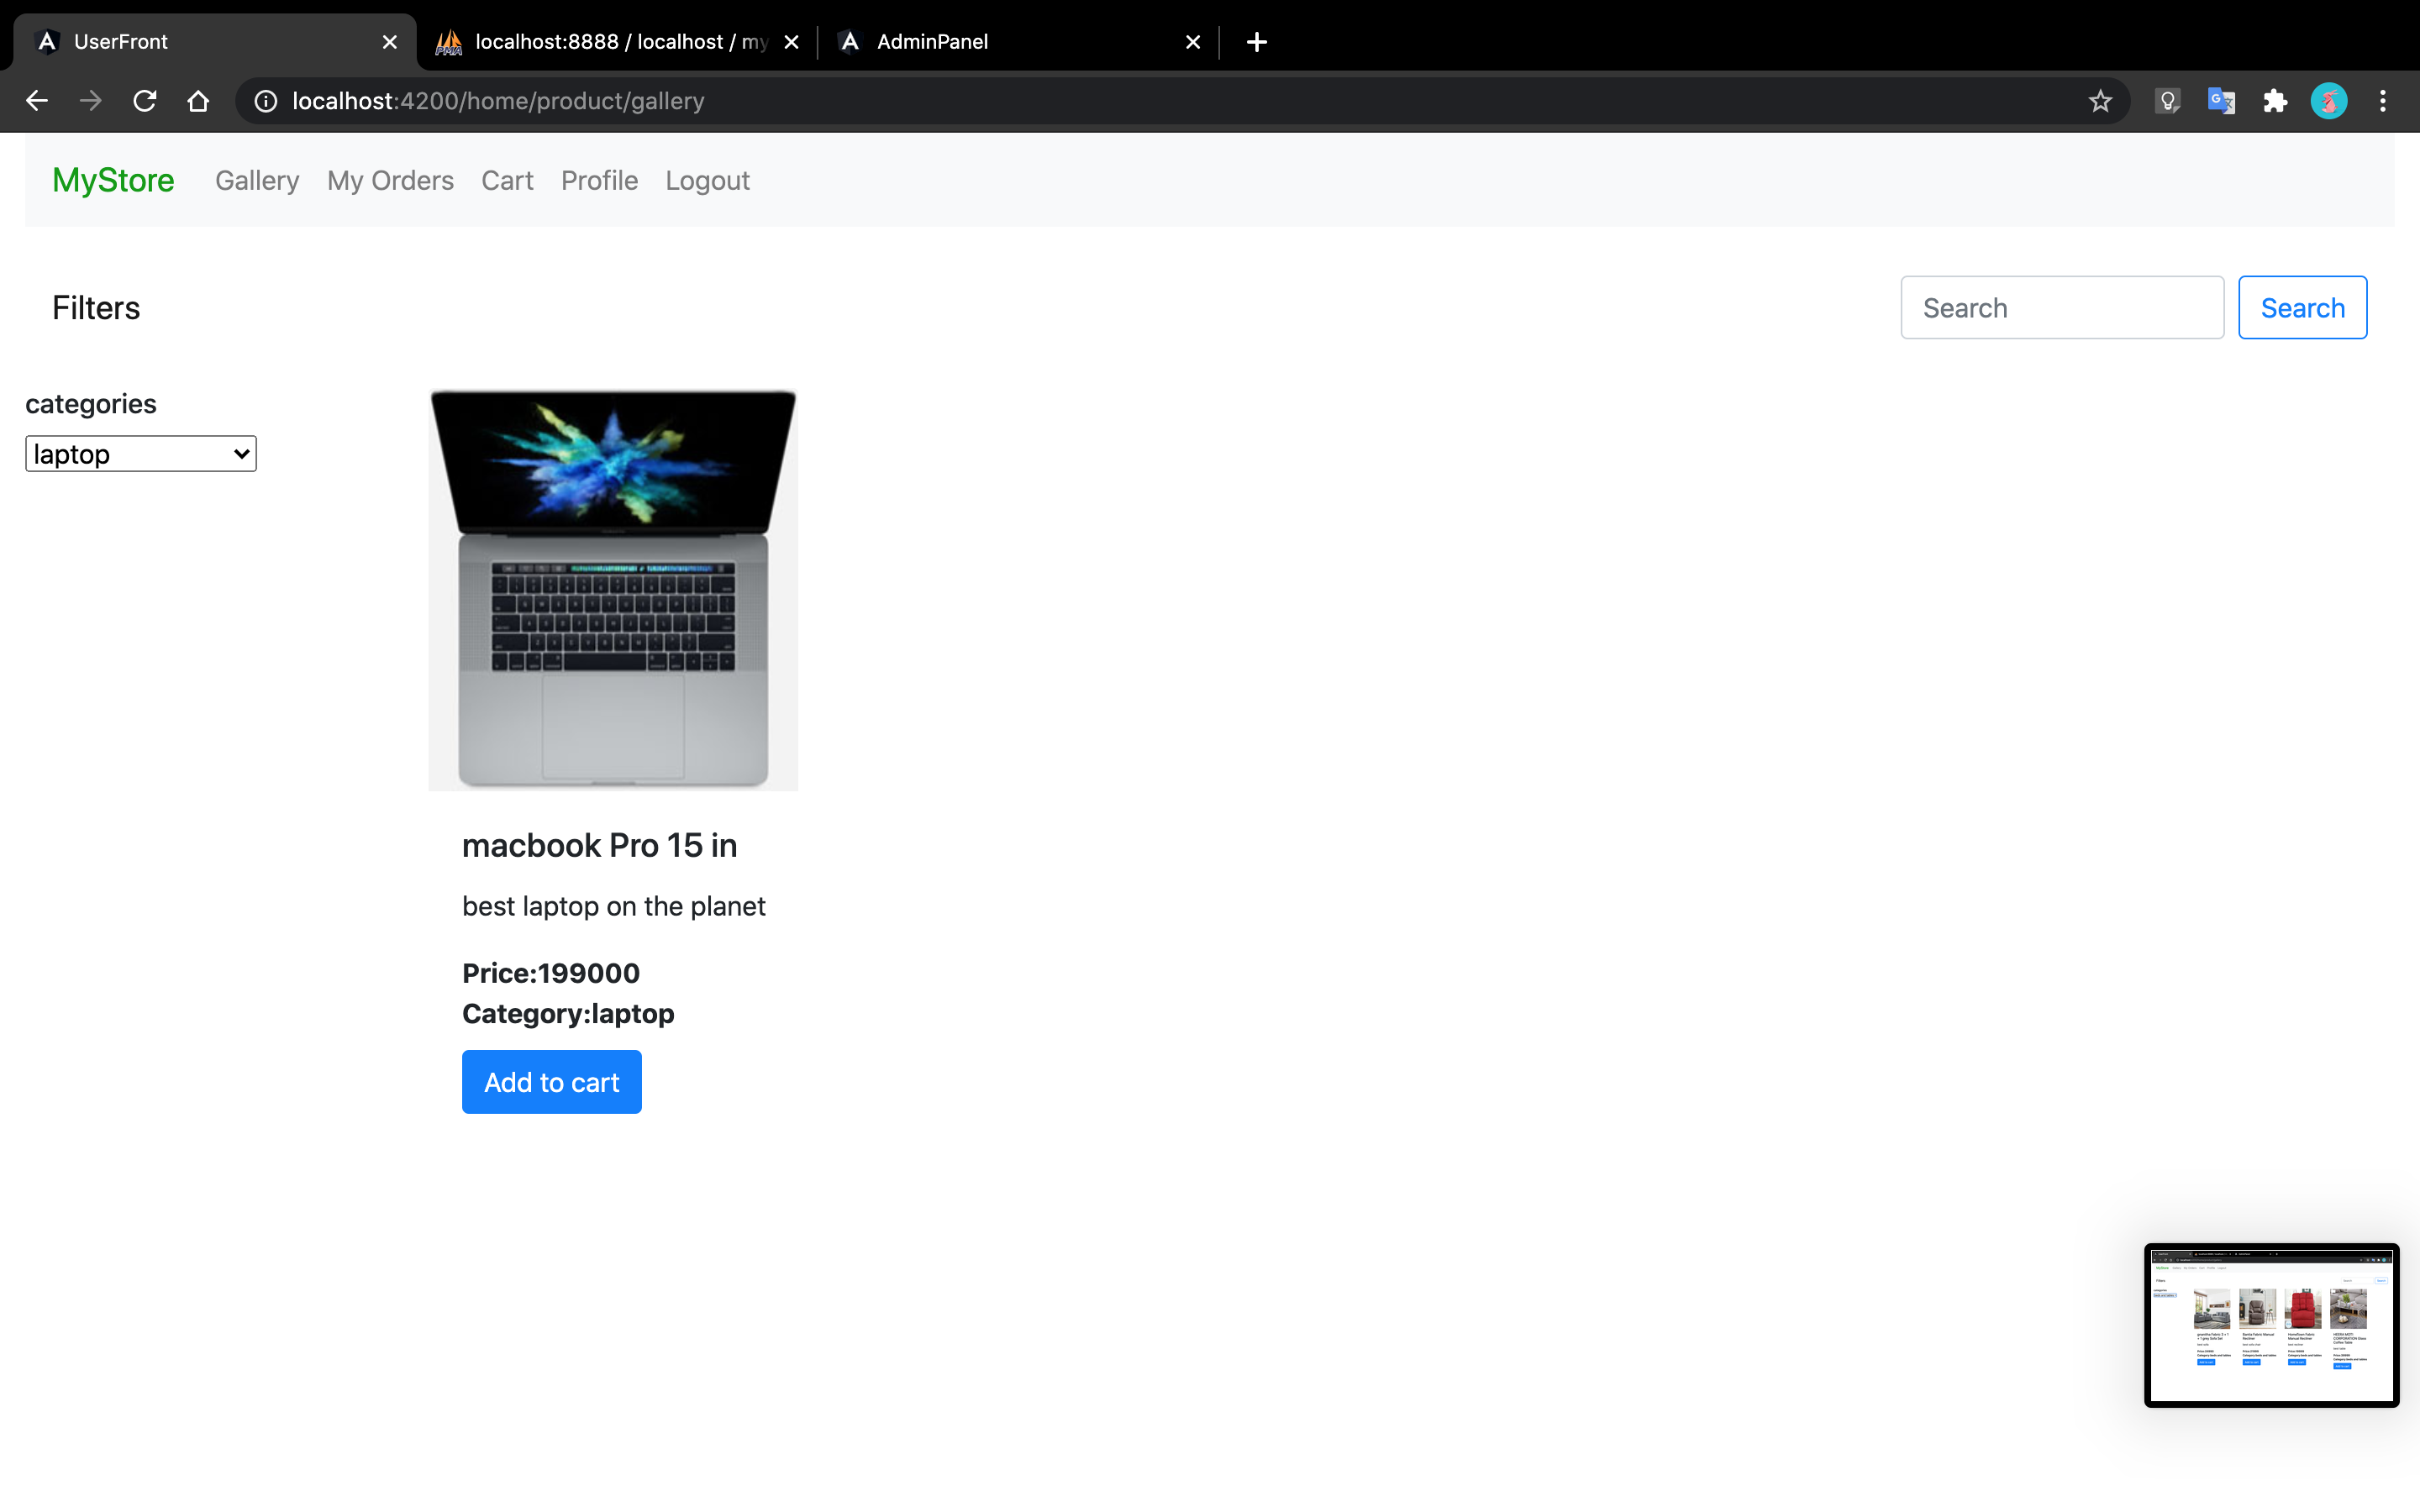 UserFront
localhost:8888 / localhost / my
AdminPanel
localhost:4200/home/product/gallery
MyStore
Gallery
My Orders
Cart
Profile
Logout
Filters
Search
Search
categories
laptop
macbook Pro 15 in
best laptop on the planet
Price:199000
Category:laptop
Add to cart